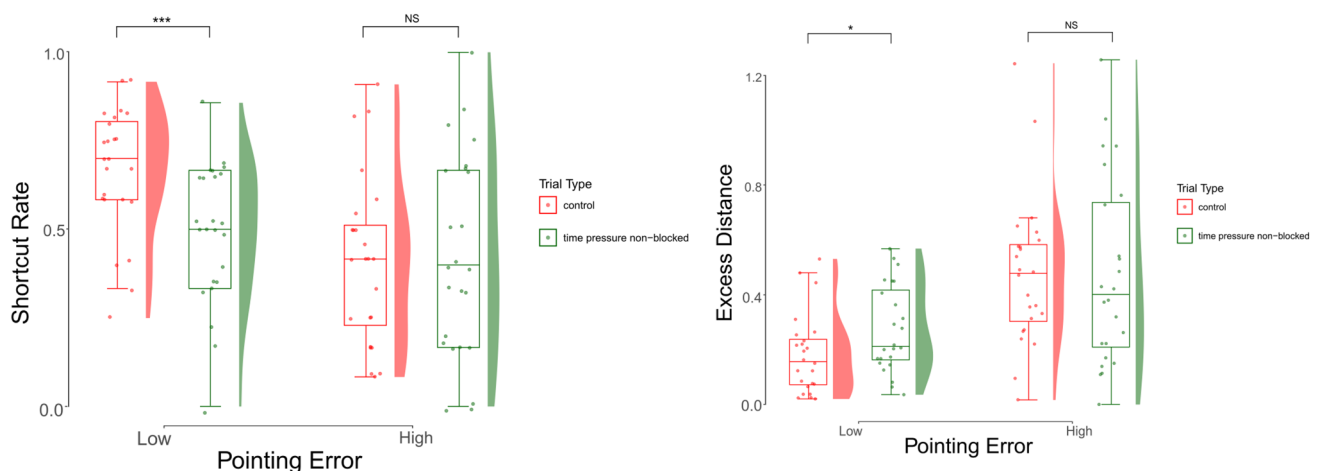 ***
NS
1.0
0.5
0.0
Shortcut Rate
Low
High
Pointing Error
Trial Type
control
time pressure non-blocked
*
NS
1.2
0.8
0.4
0.0
Excess Distance
Low
High
Pointing Error
Trial Type
control
time pressure non-blocked